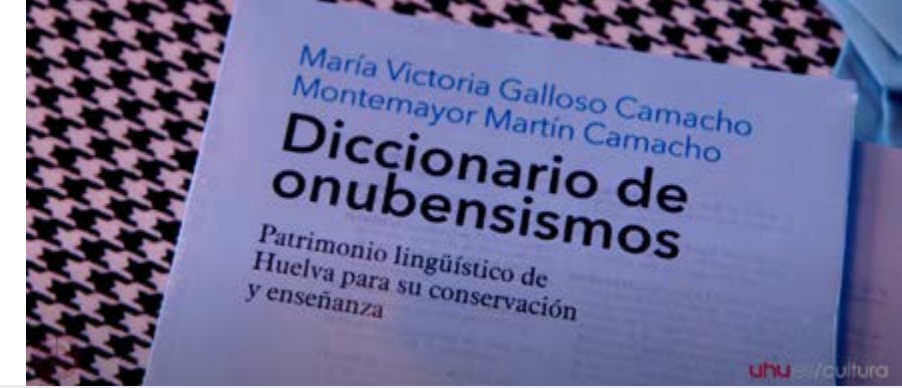 María Victoria Galloso Camacho
Montemayor Martín Camacho
Diccionario de
onubensismos
Patrimonio lingüístico de
Huelva para su conservación
y enseñanza
uhu.es/cultura